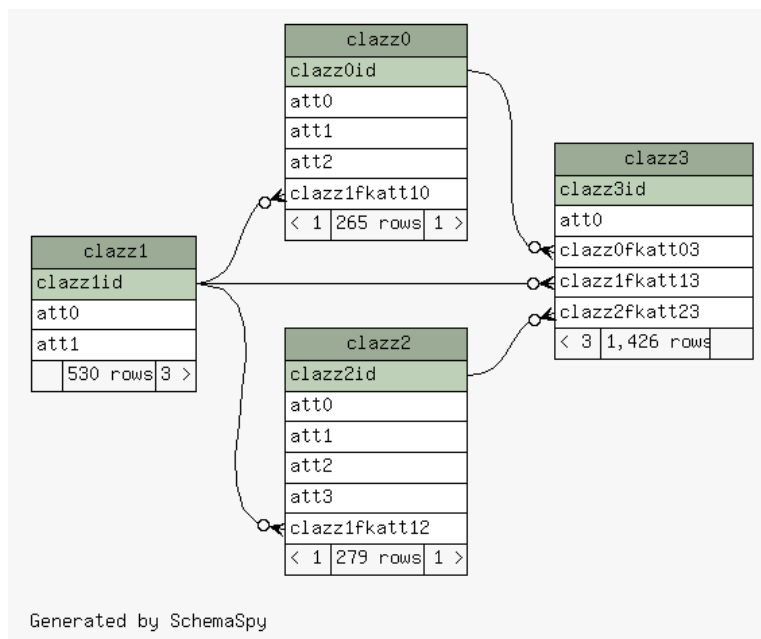 clazz0
clazz0id
att0
att1
att2
clazz1fkatt10
< 1 265 rows 1 >
clazz3
clazz3id
att0
clazz0fkatt03
clazz1fkatt13
clazz2fkatt23
< 3 1,426 rows
clazz1
clazz1id
att0
att1
530 rows 3 >
clazz2
clazz2id
att0
att1
att2
att3
clazz1fkatt12
< 1 279 rows 1 >
Generated by SchemaSpy